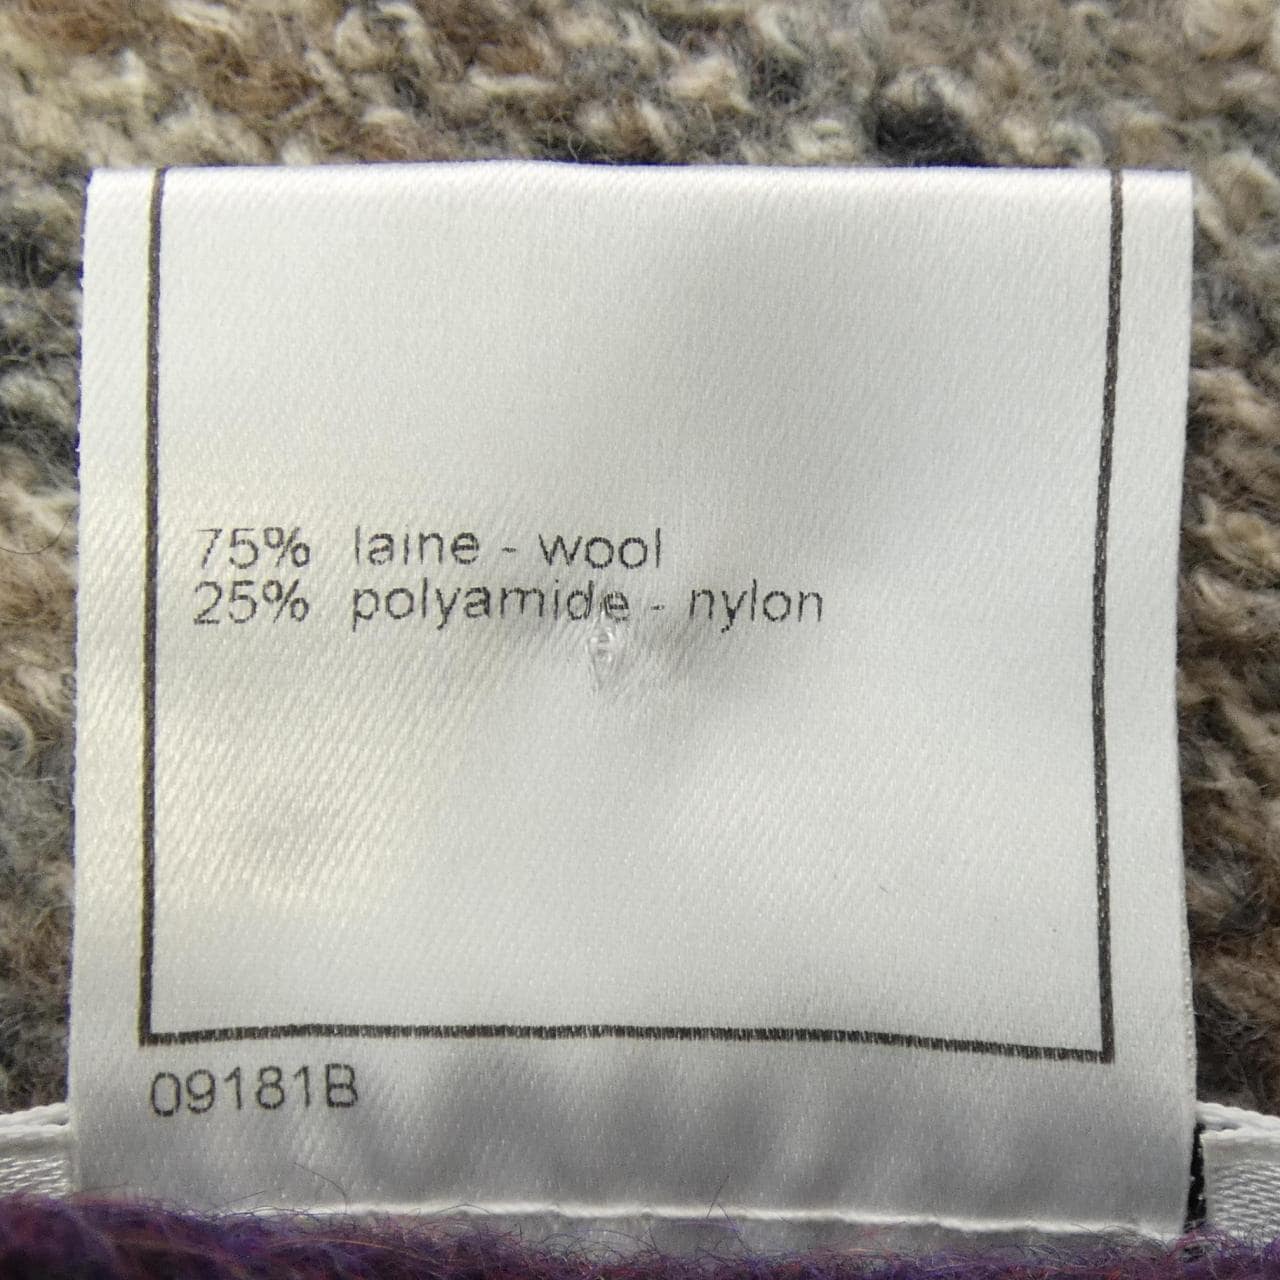 75% laine - wool
25% polyamide - nylon
09181B